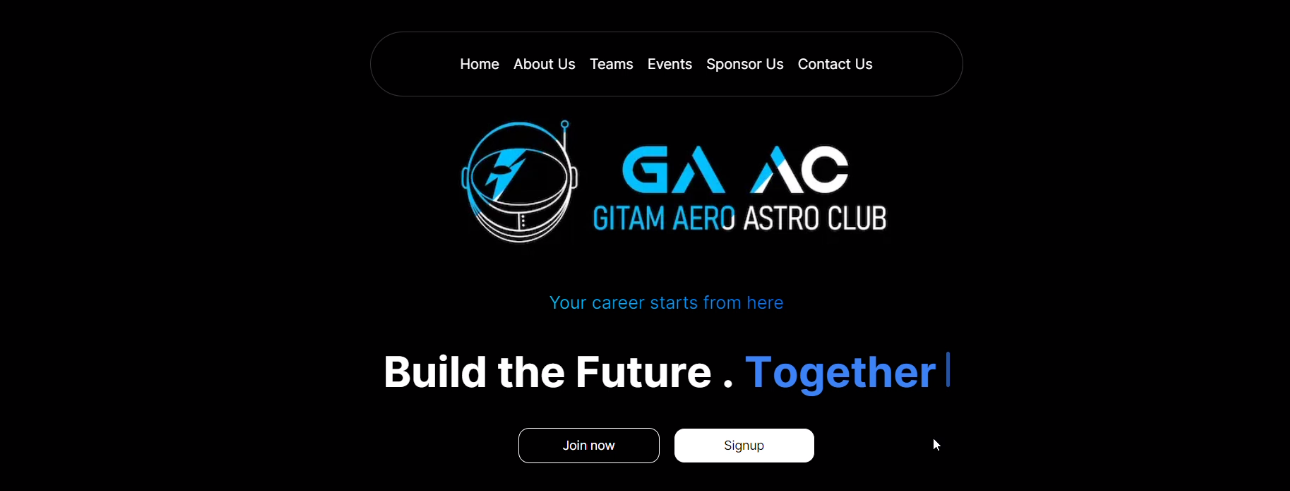 Home About Us Teams Events Sponsor Us Contact Us
GA AC
GITAM AERO ASTRO CLUB
Your career starts from here
Build the Future . Together
Join now Signup